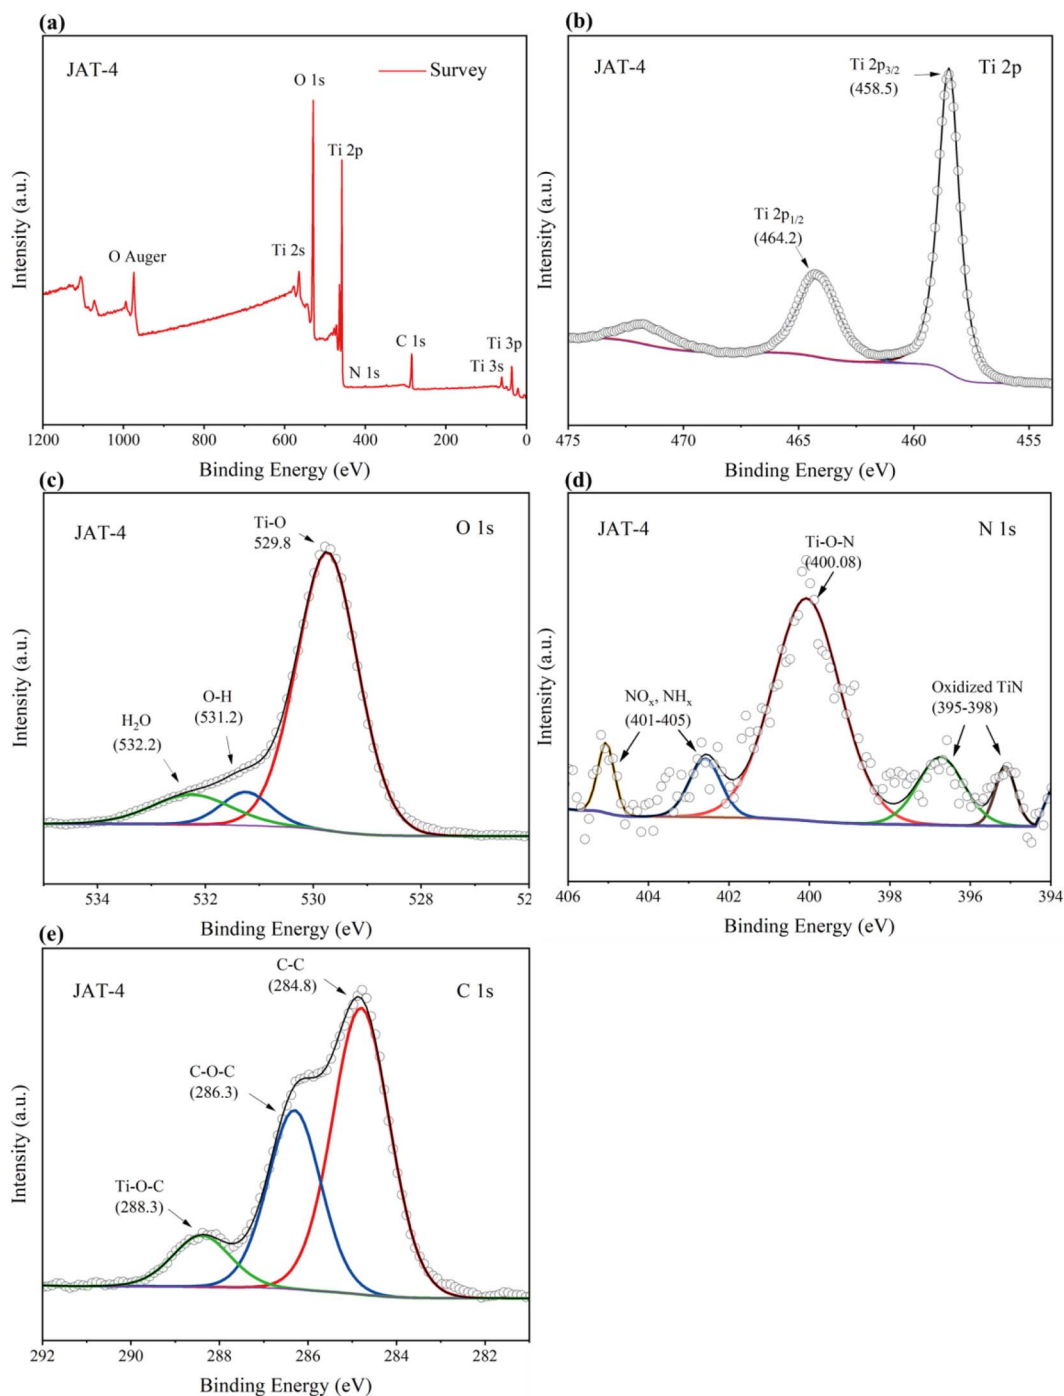 (a)
JAT-4
Survey
O 1s
Ti 2p
Ti 2s
O Auger
N 1s
C 1s
Ti 3p
Ti 3s
Intensity (a.u.)
1200 1000 800 600 400 200 0
Binding Energy (eV)
(b)
JAT-4
Ti 2p
Ti 2p3/2
(458.5)
Ti 2p1/2
(464.2)
Intensity (a.u.)
475 470 465 460 455
Binding Energy (eV)
(c)
JAT-4
O 1s
Ti-O
529.8
O-H
(531.2)
H2O
(532.2)
Intensity (a.u.)
534 532 530 528 52
Binding Energy (eV)
(d)
JAT-4
N 1s
Ti-O-N
(400.08)
NOx, NHx
(401-405)
Oxidized TiN
(395-398)
Intensity (a.u.)
406 404 402 400 398 396 394
Binding Energy (eV)
(e)
JAT-4
C 1s
C-C
(284.8)
C-O-C
(286.3)
Ti-O-C
(288.3)
Intensity (a.u.)
292 290 288 286 284 282
Binding Energy (eV)